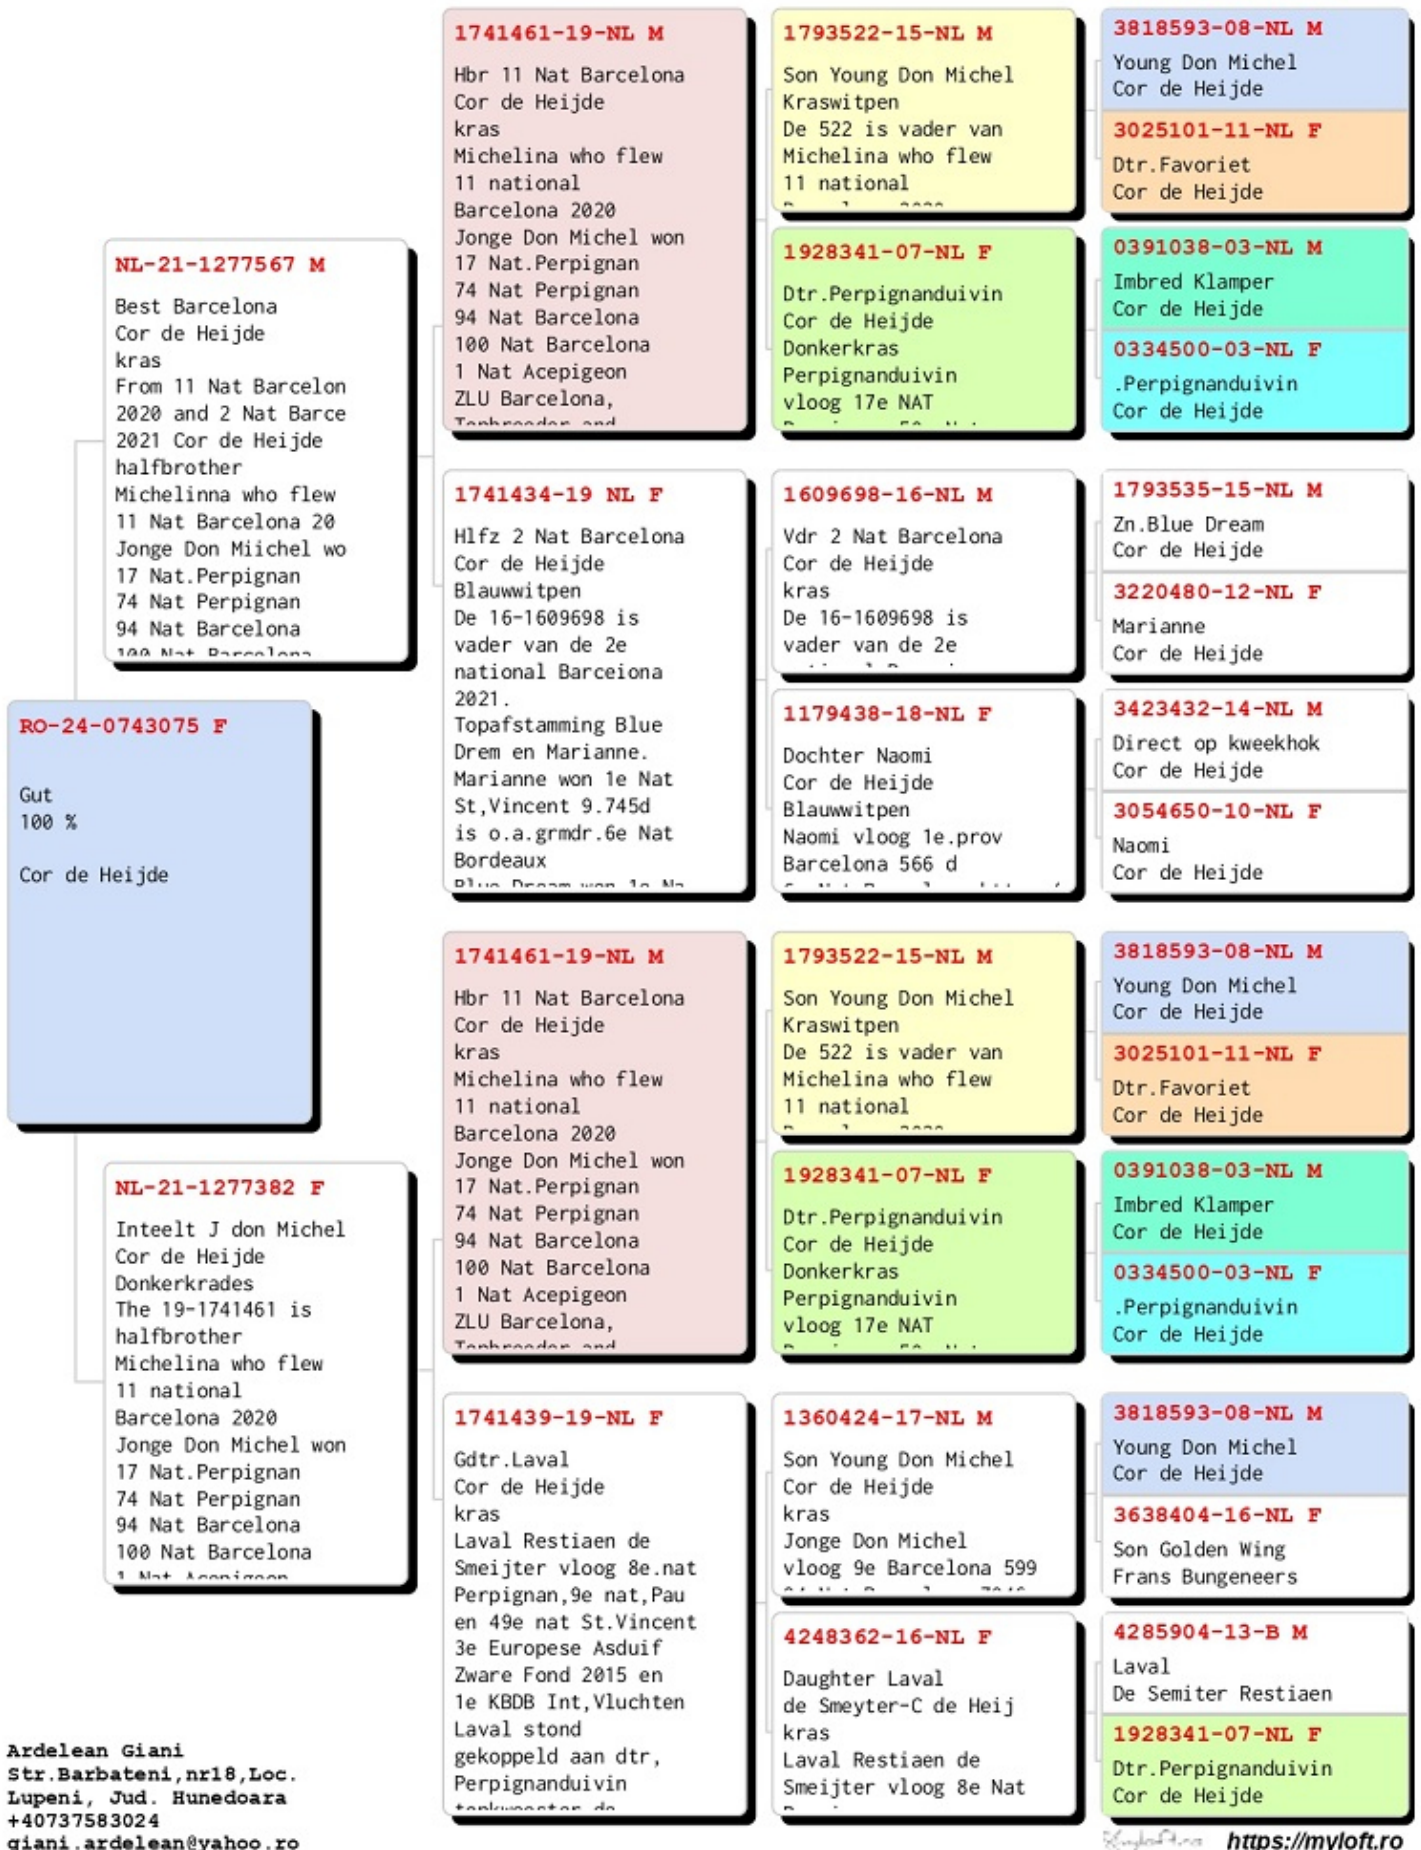 RO-24-0743075 F
Gut
100 %
Cor de Heijde
NL-21-1277567 M
Best Barcelona
Cor de Heijde
kras
From 11 Nat Barcelon
2020 and 2 Nat Barce
2021 Cor de Heijde
halfbrother
Michelinna who flew
11 Nat Barcelona 20
Jonge Don Miichel wo
17 Nat.Perpignan
74 Nat Perpignan
94 Nat Barcelona
100 Nat Barcelona
NL-21-1277382 F
Inteelt J don Michel
Cor de Heijde
Donkerkrades
The 19-1741461 is
halfbrother
Michelina who flew
11 national
Barcelona 2020
Jonge Don Michel won
17 Nat.Perpignan
74 Nat Perpignan
94 Nat Barcelona
100 Nat Barcelona
1 Nat Acepigeon
1741461-19-NL M
Hbr 11 Nat Barcelona
Cor de Heijde
kras
Michelina who flew
11 national
Barcelona 2020
Jonge Don Michel won
17 Nat.Perpignan
74 Nat Perpignan
94 Nat Barcelona
100 Nat Barcelona
1 Nat Acepigeon
ZLU Barcelona,
Topbreeder and
1741434-19 NL F
Hlfz 2 Nat Barcelona
Cor de Heijde
Blauwwitpen
De 16-1609698 is
vader van de 2e
national Barceiona
2021.
Topafstamming Blue
Drem en Marianne.
Marianne won 1e Nat
St,Vincent 9.745d
is o.a.grmdr.6e Nat
Bordeaux
Blue Dream won 1e Na
1741461-19-NL M
Hbr 11 Nat Barcelona
Cor de Heijde
kras
Michelina who flew
11 national
Barcelona 2020
Jonge Don Michel won
17 Nat.Perpignan
74 Nat Perpignan
94 Nat Barcelona
100 Nat Barcelona
1 Nat Acepigeon
ZLU Barcelona,
Topbreeder and
1741439-19-NL F
Gdtr.Laval
Cor de Heijde
kras
Laval Restiaen de
Smeijter vloog 8e.nat
Perpignan,9e nat,Pau
en 49e nat St.Vincent
3e Europese Asduif
Zware Fond 2015 en
1e KBDB Int,Vluchten
Laval stond
gekoppeld aan dtr,
Perpignanduivin
1793522-15-NL M
Son Young Don Michel
Kraswitpen
De 522 is vader van
Michelina who flew
11 national
1928341-07-NL F
Dtr.Perpignanduivin
Cor de Heijde
Donkerkras
Perpignanduivin
vloog 17e NAT
1609698-16-NL M
Vdr 2 Nat Barcelona
Cor de Heijde
kras
De 16-1609698 is
vader van de 2e
1179438-18-NL F
Dochter Naomi
Cor de Heijde
Blauwwitpen
Naomi vloog 1e.prov
Barcelona 566 d
1793522-15-NL M
Son Young Don Michel
Kraswitpen
De 522 is vader van
Michelina who flew
11 national
1928341-07-NL F
Dtr.Perpignanduivin
Cor de Heijde
Donkerkras
Perpignanduivin
vloog 17e NAT
1360424-17-NL M
Son Young Don Michel
Cor de Heijde
kras
Jonge Don Michel
vloog 9e Barcelona 599
4248362-16-NL F
Daughter Laval
de Smeyter-C de Heij
kras
Laval Restiaen de
Smeijter vloog 8e Nat
3818593-08-NL M
Young Don Michel
Cor de Heijde
3025101-11-NL F
Dtr.Favoriet
Cor de Heijde
0391038-03-NL M
Imbred Klamper
Cor de Heijde
0334500-03-NL F
.Perpignanduivin
Cor de Heijde
1793535-15-NL M
Zn.Blue Dream
Cor de Heijde
3220480-12-NL F
Marianne
Cor de Heijde
3423432-14-NL M
Direct op kweekhok
Cor de Heijde
3054650-10-NL F
Naomi
Cor de Heijde
3818593-08-NL M
Young Don Michel
Cor de Heijde
3025101-11-NL F
Dtr.Favoriet
Cor de Heijde
0391038-03-NL M
Imbred Klamper
Cor de Heijde
0334500-03-NL F
.Perpignanduivin
Cor de Heijde
3818593-08-NL M
Young Don Michel
Cor de Heijde
3638404-16-NL F
Son Golden Wing
Frans Bungeneers
4285904-13-B M
Laval
De Semiter Restiaen
1928341-07-NL F
Dtr.Perpignanduivin
Cor de Heijde
Ardelean Giani
Str.Barbateni,nr18,Loc.
Lupeni, Jud. Hunedoara
+40737583024
giani.ardelean@yahoo.ro
https://myloft.ro